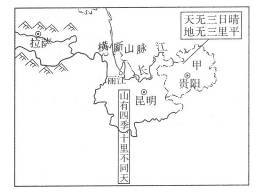 天无三日晴
地无三里平
拉萨
横断山脉
江
长
丽江
甲
贵阳
昆明
山有四季
十里不同天